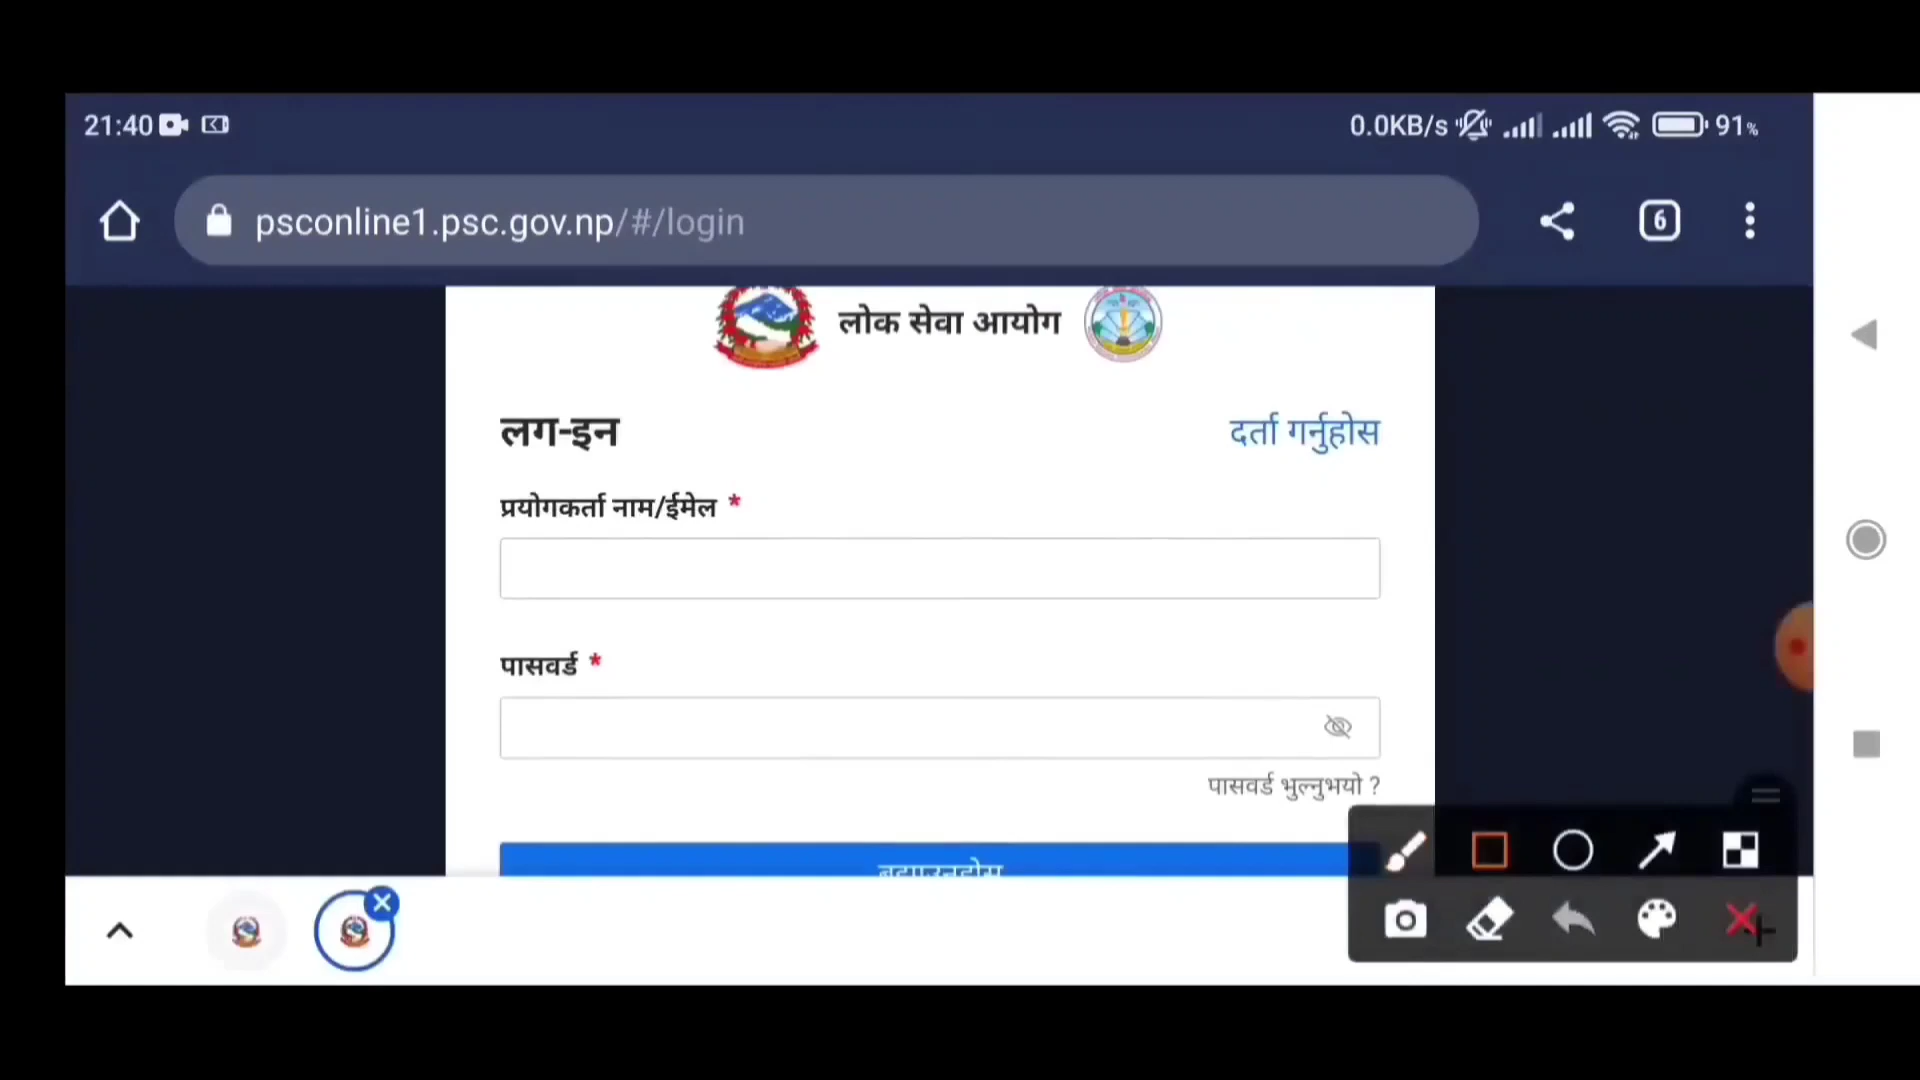 21:40
0.0KB/s 91%
psconline1.psc.gov.np/#/login
6
लोक सेवा आयोग
लग-इन
दर्ता गर्नुहोस
प्रयोगकर्ता नाम/ईमेल *
पासवर्ड *
पासवर्ड भुल्नुभयो ?